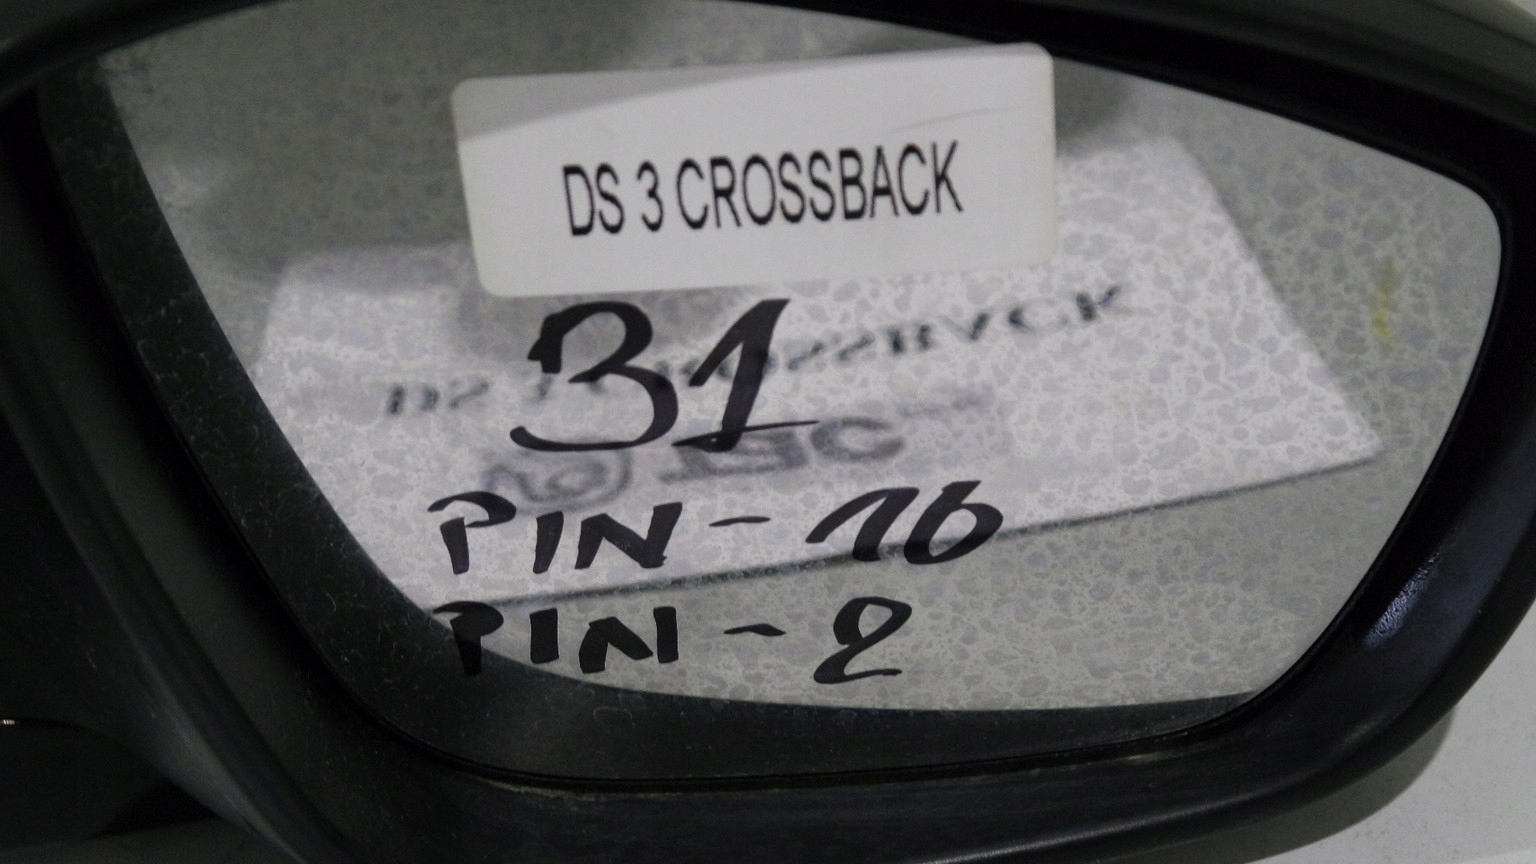 DS 3 CROSSBACK
31
PIN - 16
PIN - 2